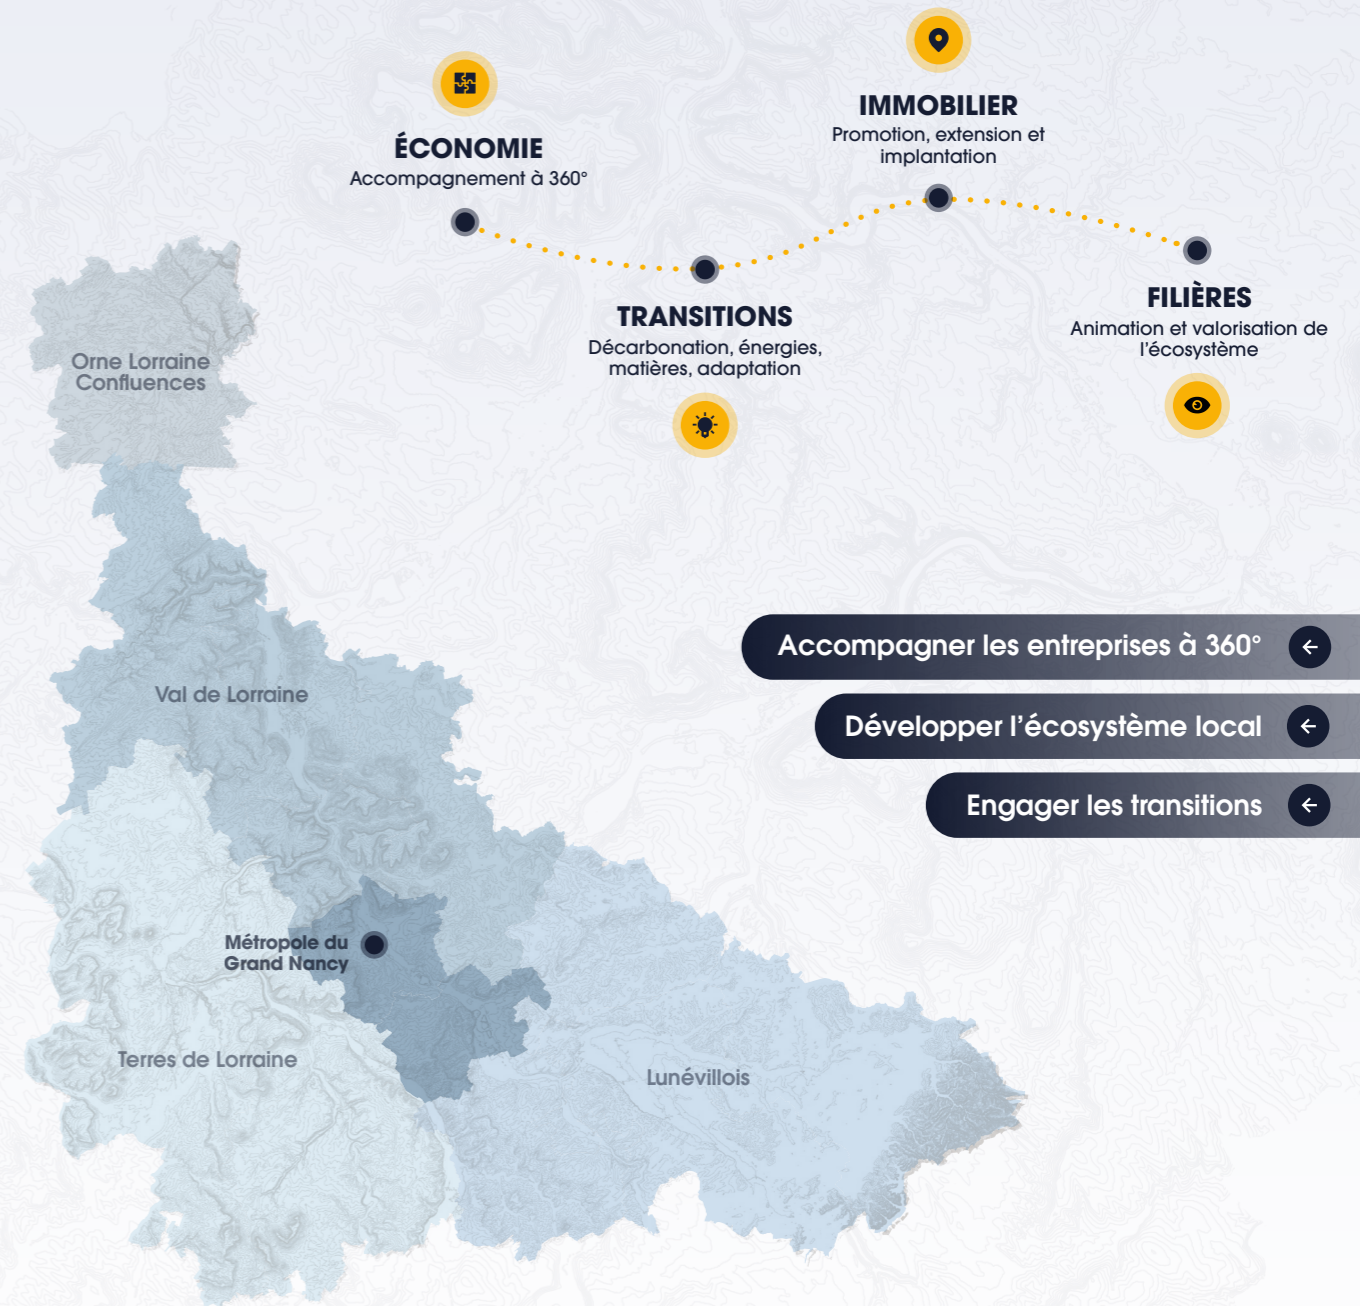 ÉCONOMIE
Accompagnement à 360°
IMMOBILIER
Promotion, extension et
implantation
TRANSITIONS
Décarbonation, énergies,
matières, adaptation
FILIÈRES
Animation et valorisation de
l’écosystème
Orne Lorraine
Confluences
Val de Lorraine
Accompagner les entreprises à 360°
Développer l’écosystème local
Engager les transitions
Métropole du
Grand Nancy
Terres de Lorraine
Lunévillois